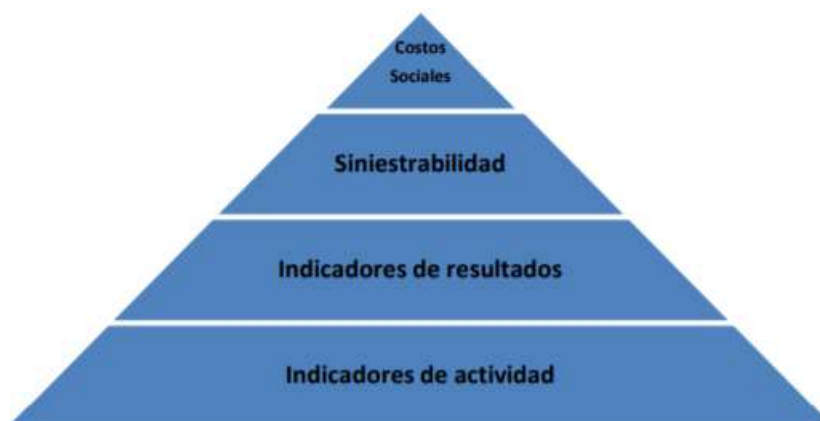 Costos
Sociales
Siniestrabilidad
Indicadores de resultados
Indicadores de actividad